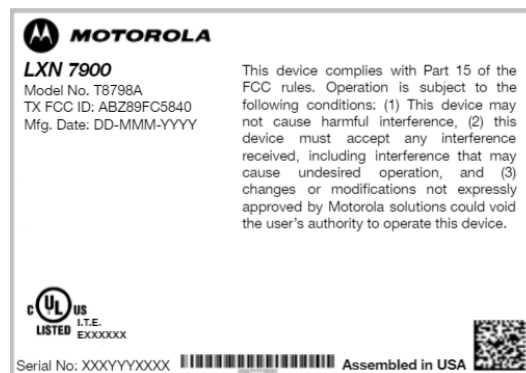 MOTOROLA
LXN 7900
Model No. T8798A
TX FCC ID: ABZ89FC5840
Mfg. Date: DD-MMM-YYYY
This device complies with Part 15 of the
FCC rules. Operation is subject to the
following conditions: (1) This device may
not cause harmful interference, (2) this
device must accept any interference
received, including interference that may
cause undesired operation, and (3)
changes or modifications not expressly
approved by Motorola solutions could void
the user's authority to operate this device.
C UL US
LISTED
I.T.E.
EXXXXXX
Serial No: XXXYYYXXXX Assembled in USA